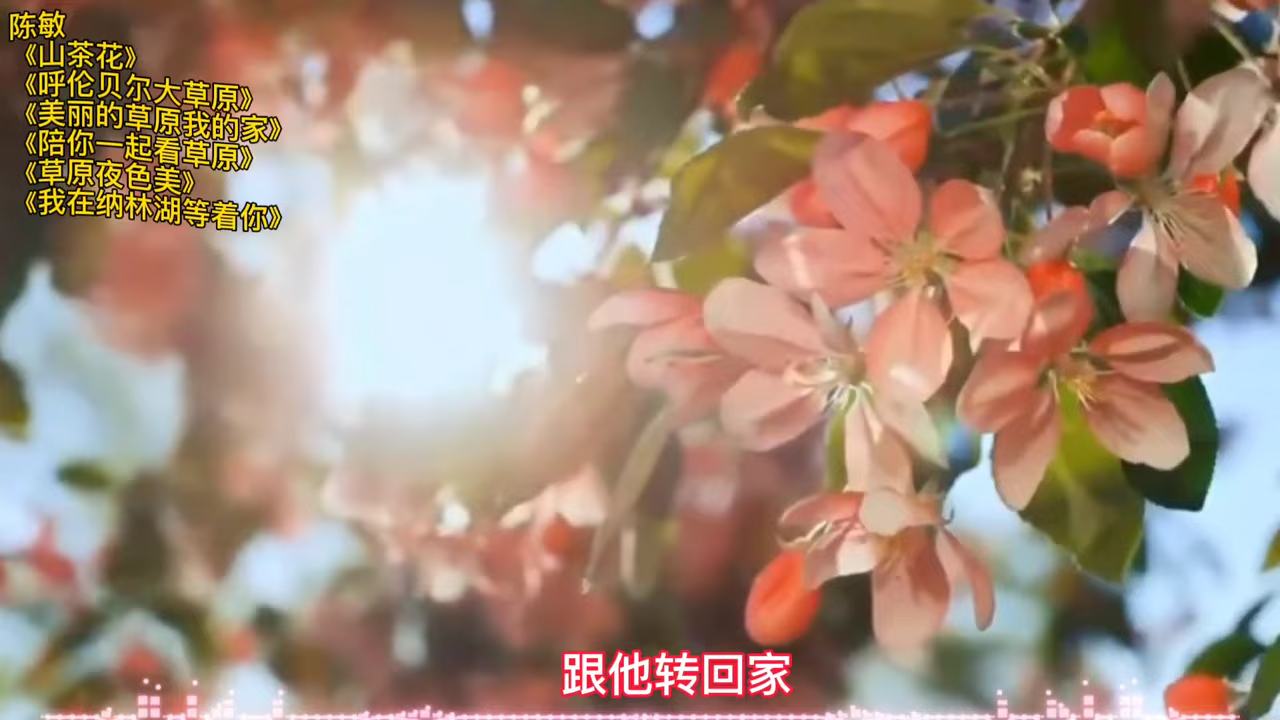 陈敏
《山茶花》
《呼伦贝尔大草原》
《美丽的草原我的家》
《陪你一起看草原》
《草原夜色美》
《我在纳林湖等着你》
跟他转回家